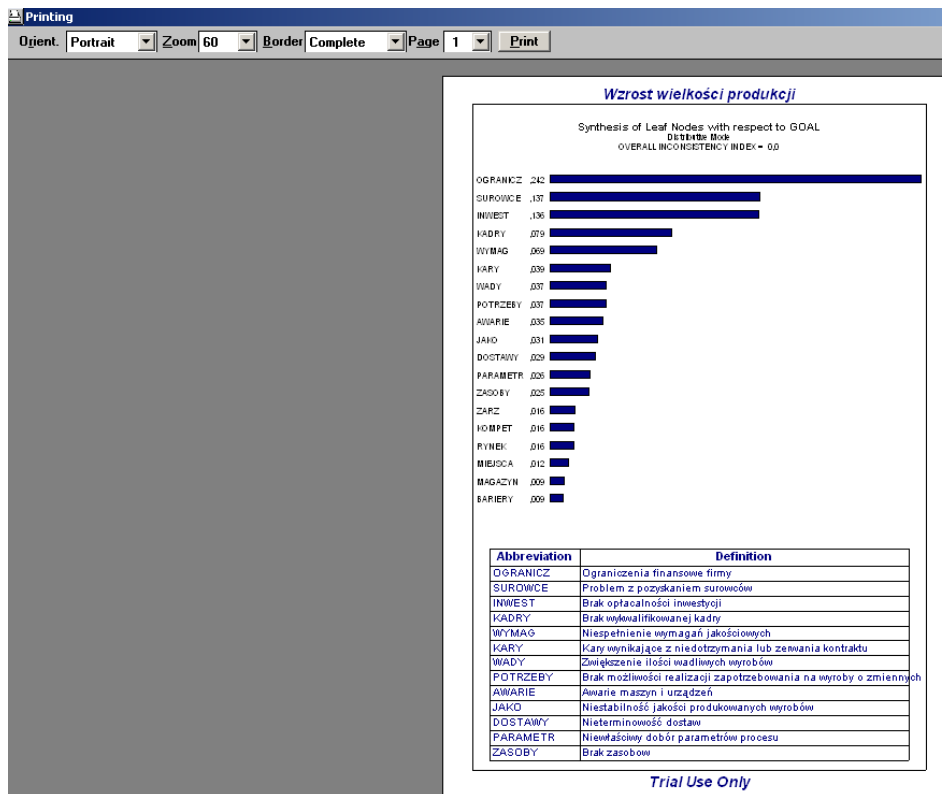 Printing
Orient. Portrait Zoom 60 Border Complete Page 1 Print
Wzrost wielkości produkcji
Synthesis of Leaf Nodes with respect to GOAL
Distributive Mode
OVERALL INCONSISTENCY INDEX = 0,0
OGRANICZ ,242
SUROWCE ,137
INWEST ,136
KADRY ,079
WYMAG ,069
KARY ,039
WADY ,037
POTRZEBY ,037
AWARIE ,035
JAKO ,031
DOSTAWY ,029
PARAMETR ,026
ZASOBY ,025
ZARZ ,016
KOMPET ,016
RYNEK ,016
MIEJSCA ,012
MAGAZYN ,009
BARIERY ,009
Abbreviation Definition
OGRANICZ Ograniczenia finansowe firmy
SUROWCE Problem z pozyskaniem surowców
INWEST Brak opłacalności inwestycji
KADRY Brak wykwalifikowanej kadry
WYMAG Niespełnienie wymagań jakościowych
KARY Kary wynikające z niedotrzymania lub zerwania kontraktu
WADY Zwiększenie ilości wadliwych wyrobów
POTRZEBY Brak możliwości realizacji zapotrzebowania na wyroby o zmiennych
AWARIE Awarie maszyn i urządzeń
JAKO Niestabilność jakości produkowanych wyrobów
DOSTAWY Nieterminowość dostaw
PARAMETR Niewłaściwy dobór parametrów procesu
ZASOBY Brak zasobow
Trial Use Only